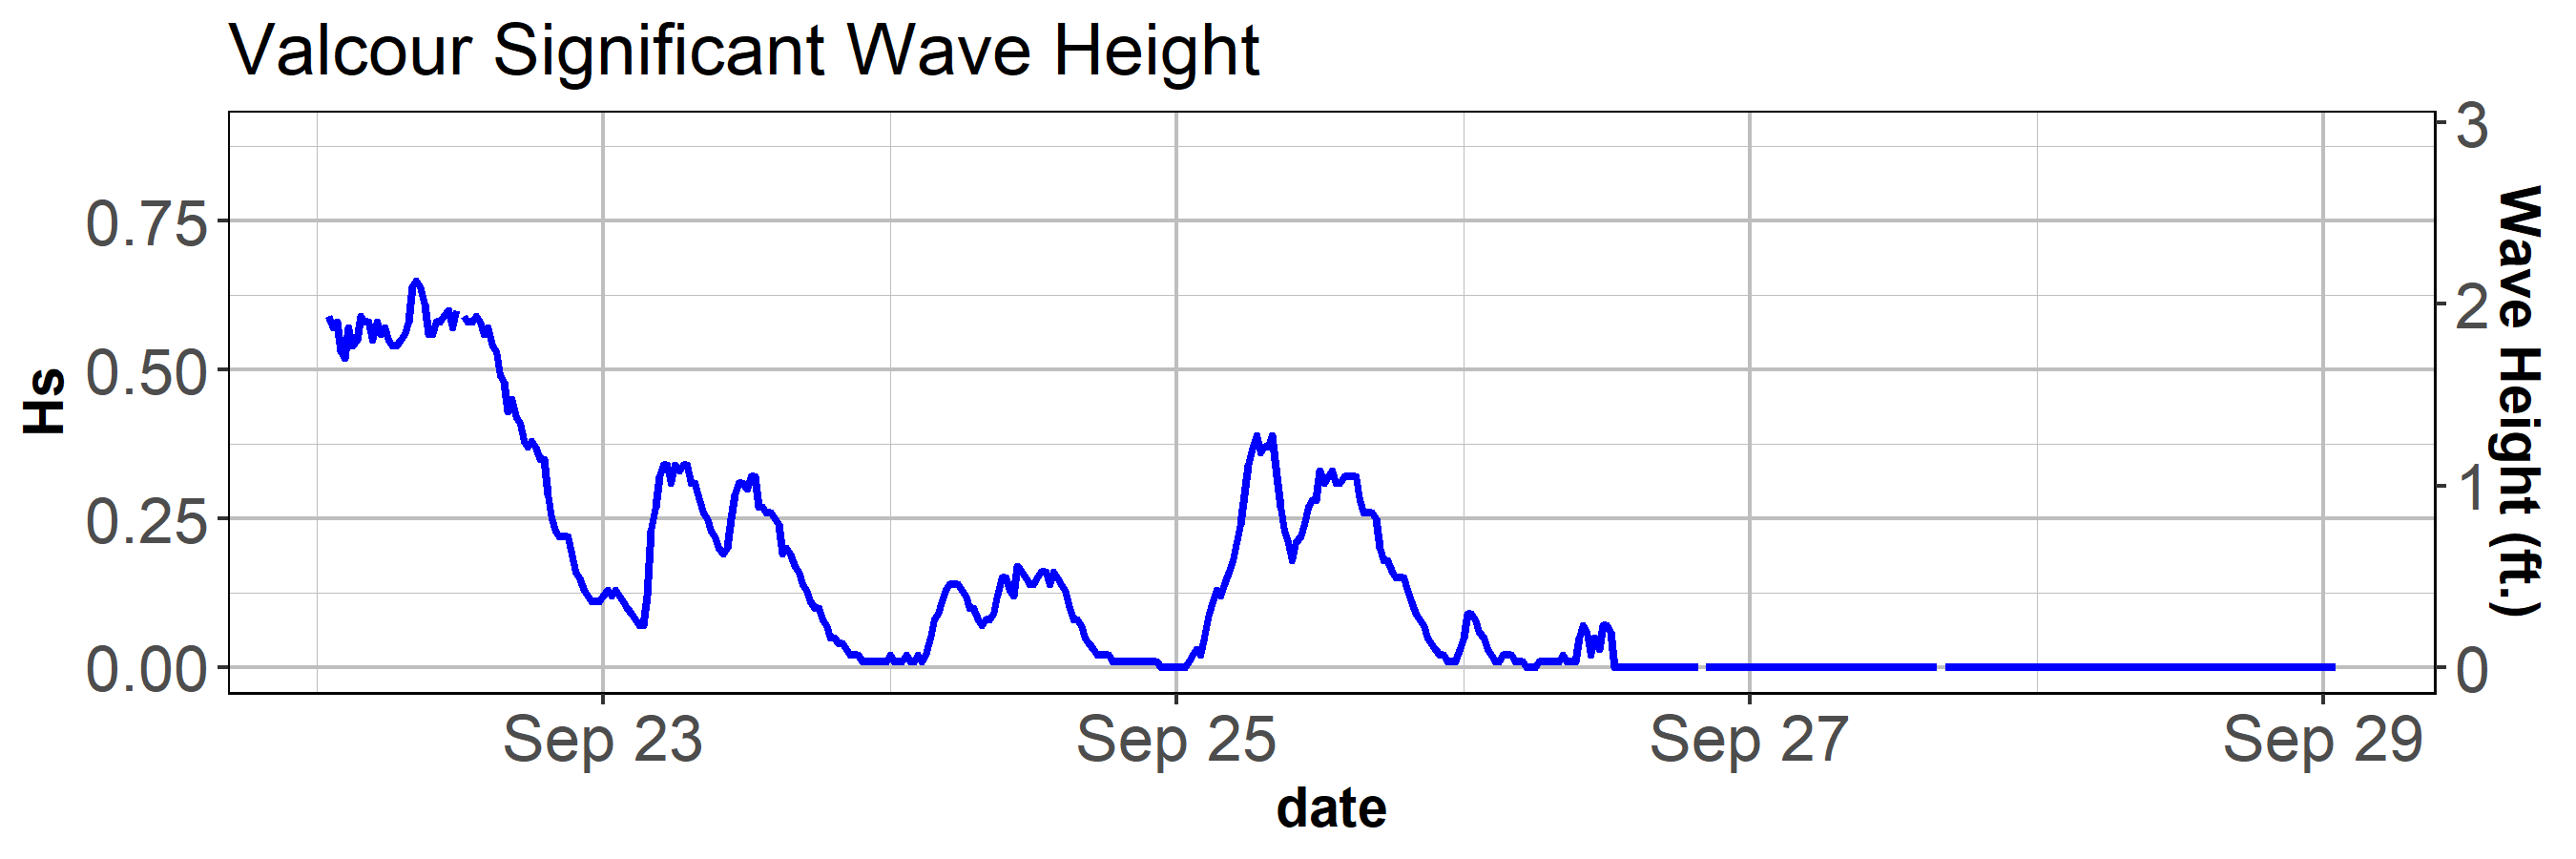 Valcour Significant Wave Height
Hs
0.75
0.50
0.25
0.00
3
2
1
0
Wave Height (ft.)
Sep 23 Sep 25 Sep 27 Sep 29
date